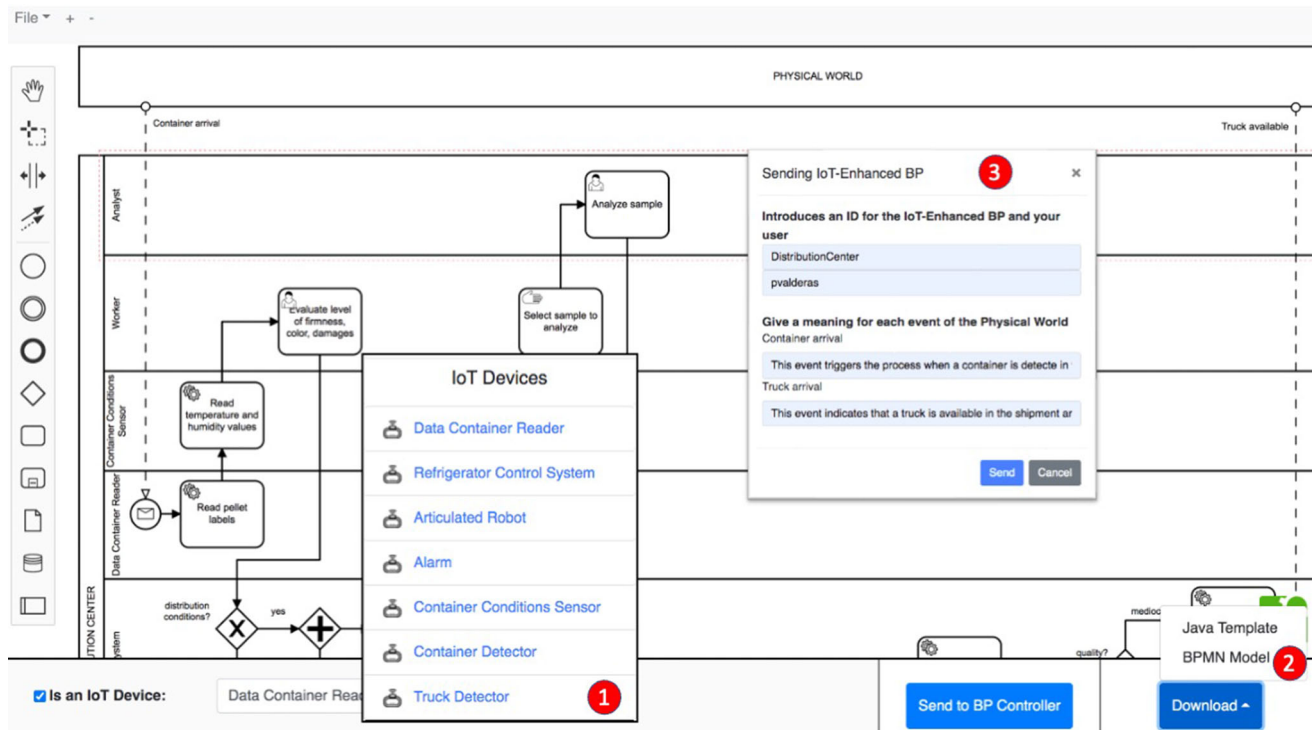 File
+ -
PHYSICAL WORLD
Container arrival
Truck available
Analyst
Analyze sample
Worker
Evaluate level
of firmness,
color, damages
Select sample to
analyze
Container Conditions
Sensor
Read
temperature and
humidity values
Data Container Reader
Read pellet
labels
UTION CENTER
ystem
distribution
conditions?
yes
X
+
IoT Devices
Data Container Reader
Refrigerator Control System
Articulated Robot
Alarm
Container Conditions Sensor
Container Detector
Truck Detector
1
Sending IoT-Enhanced BP
3
×
Introduces an ID for the IoT-Enhanced BP and your
user
DistributionCenter
pvalderas
Give a meaning for each event of the Physical World
Container arrival
This event triggers the process when a container is detecte in
Truck arrival
This event indicates that a truck is available in the shipment ar
Send
Cancel
quality?
medioc
Java Template
BPMN Model
2
Is an IoT Device:
Data Container Read
Send to BP Controller
Download